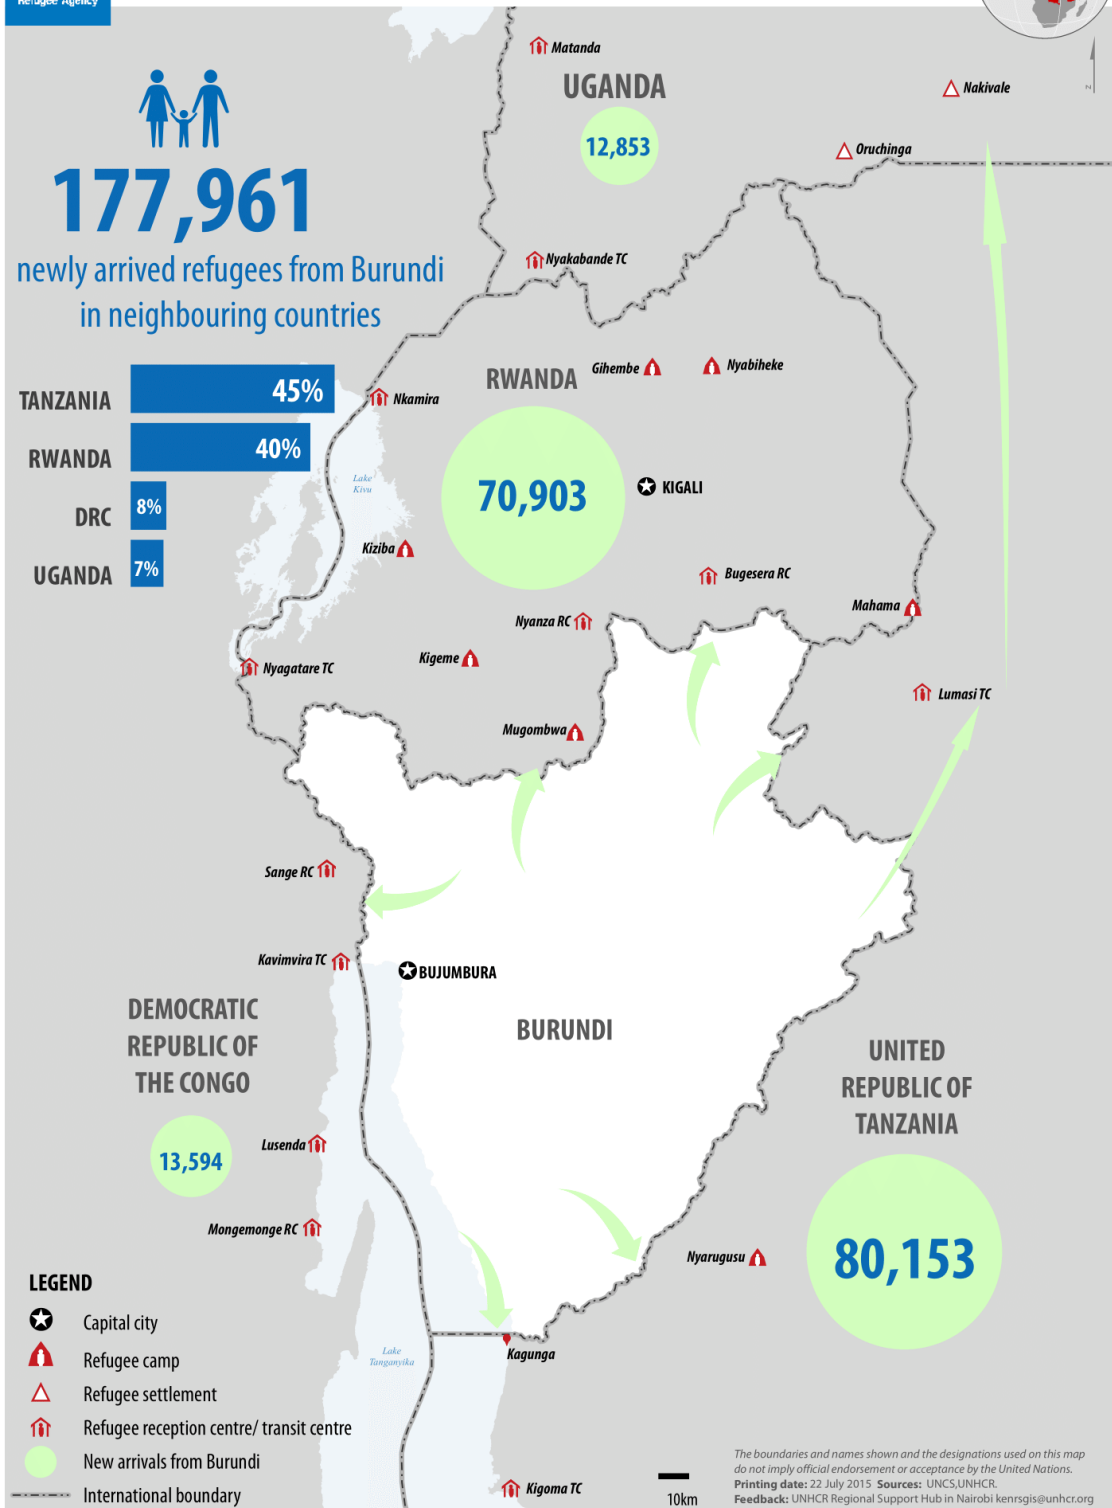 Refugee Agency
177,961
newly arrived refugees from Burundi
in neighbouring countries
TANZANIA 45%
RWANDA 40%
DRC 8%
UGANDA 7%
Matanda
UGANDA
12,853
Nakivale
Oruchinga
N
Nyakabande TC
RWANDA
Gihembe
Nyabiheke
Nkamira
70,903
KIGALI
Lake
Kivu
Kiziba
Bugesera RC
Nyanza RC
Mahama
Kigeme
Nyagatare TC
Lumasi TC
Mugombwa
Sange RC
Kavimvira TC
BUJUMBURA
DEMOCRATIC
REPUBLIC OF
THE CONGO
13,594
BURUNDI
UNITED
REPUBLIC OF
TANZANIA
80,153
Lusenda
Mongemonge RC
Nyarugusu
Kagunga
Lake
Tanganyika
Kigoma TC
LEGEND
Capital city
Refugee camp
Refugee settlement
Refugee reception centre/ transit centre
New arrivals from Burundi
International boundary
10km
The boundaries and names shown and the designations used on this map
do not imply official endorsement or acceptance by the United Nations.
Printing date: 22 July 2015 Sources: UNCS,UNHCR.
Feedback: UNHCR Regional Support Hub in Nairobi kenrsgis@unhcr.org